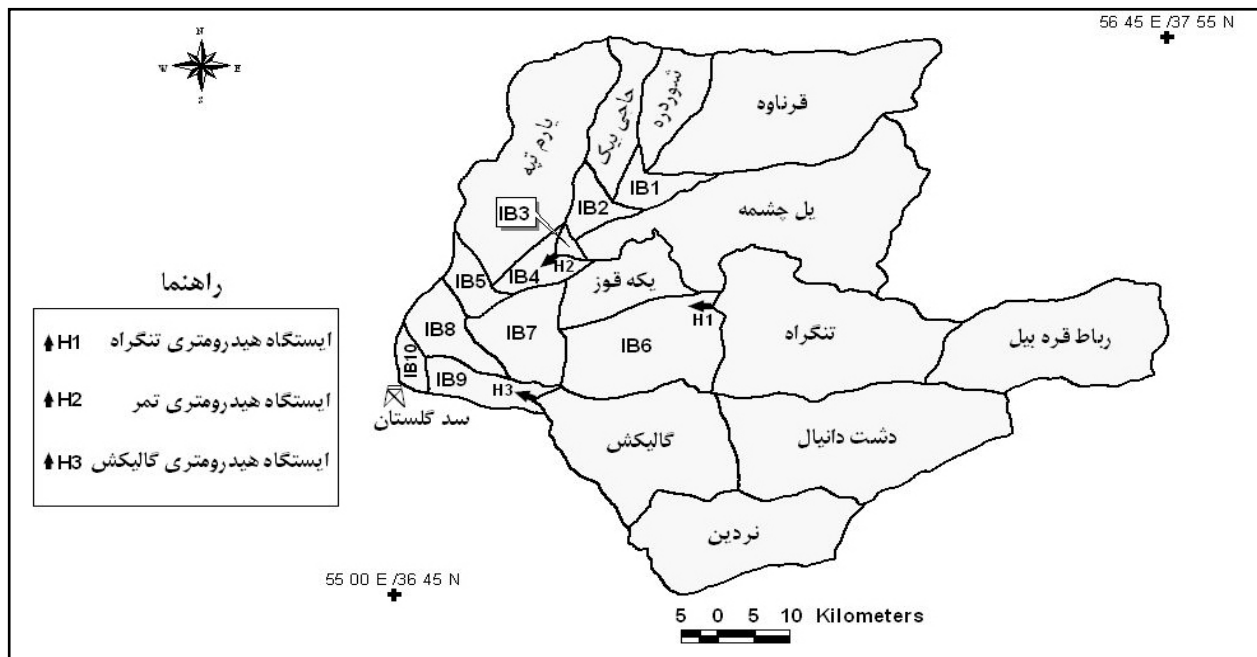 56 45 E /37 55 N
N
W E
S
قرناوه
شوردره
حاجی بیک
یارم تپه
IB1
IB2
IB3
یل چشمه
H2
IB4
IB5
یکه قوز
H1
IB7
IB8
IB6
تنگراه
رباط قره بیل
IB10
IB9
H3
سد گلستان
گالیکش
دشت دانیال
نردین
راهنما
H1 ایستگاه هیدرومتری تنگراه
H2 ایستگاه هیدرومتری تمر
H3 ایستگاه هیدرومتری گالیکش
55 00 E /36 45 N
5 0 5 10 Kilometers